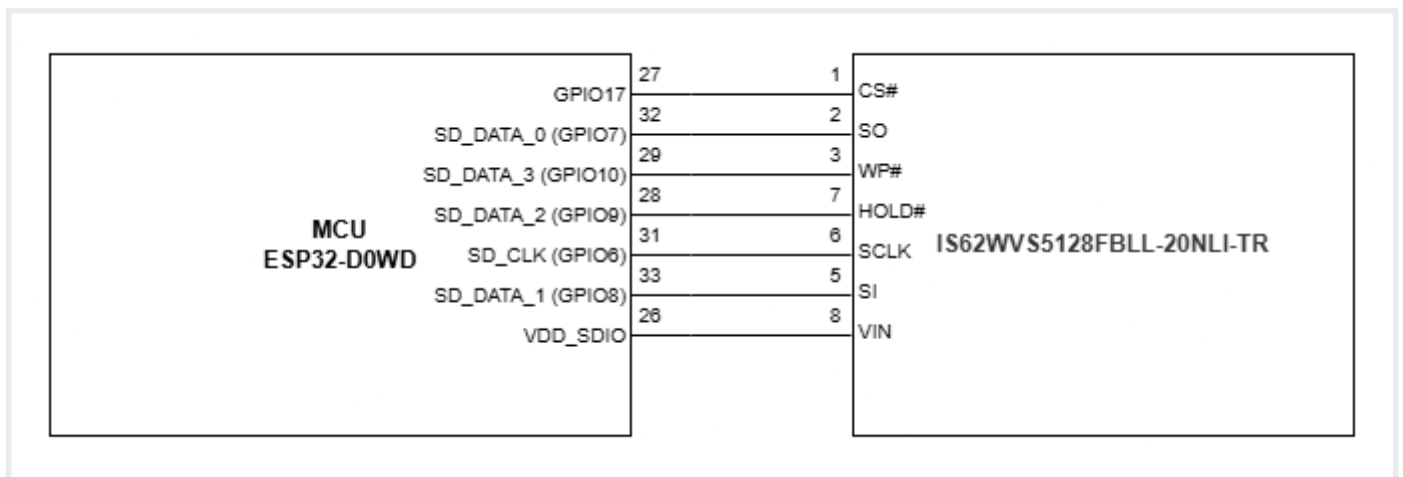 27 1
GPIO17 CS#
32 2
SD_DATA_0 (GPIO7) SO
29 3
SD_DATA_3 (GPIO10) WP#
28 7
SD_DATA_2 (GPIO9) HOLD#
MCU
ESP32-D0WD
31 6
SD_CLK (GPIO6) SCLK
IS62WVS5128FBLL-20NLI-TR
33 5
SD_DATA_1 (GPIO8) SI
26 8
VDD_SDIO VIN